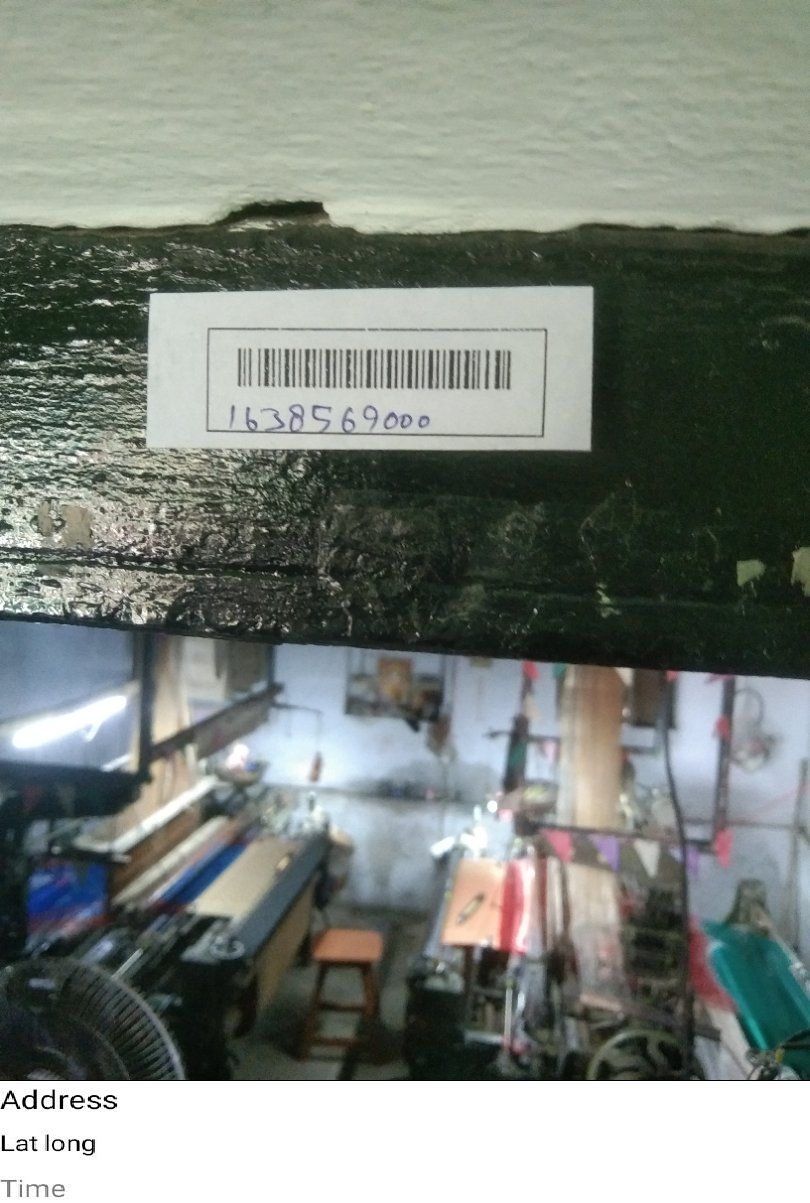 1638569000
Address
Lat long
Time